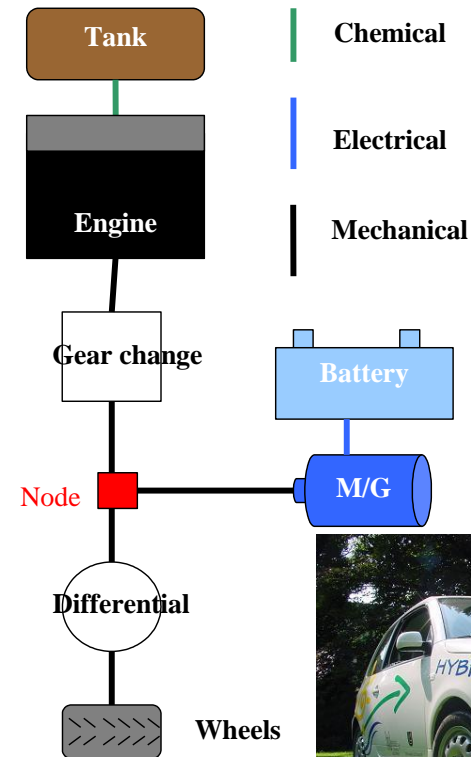 Tank
Chemical
Electrical
Engine
Mechanical
Gear change
Battery
Node
M/G
Differential
HYB
Wheels